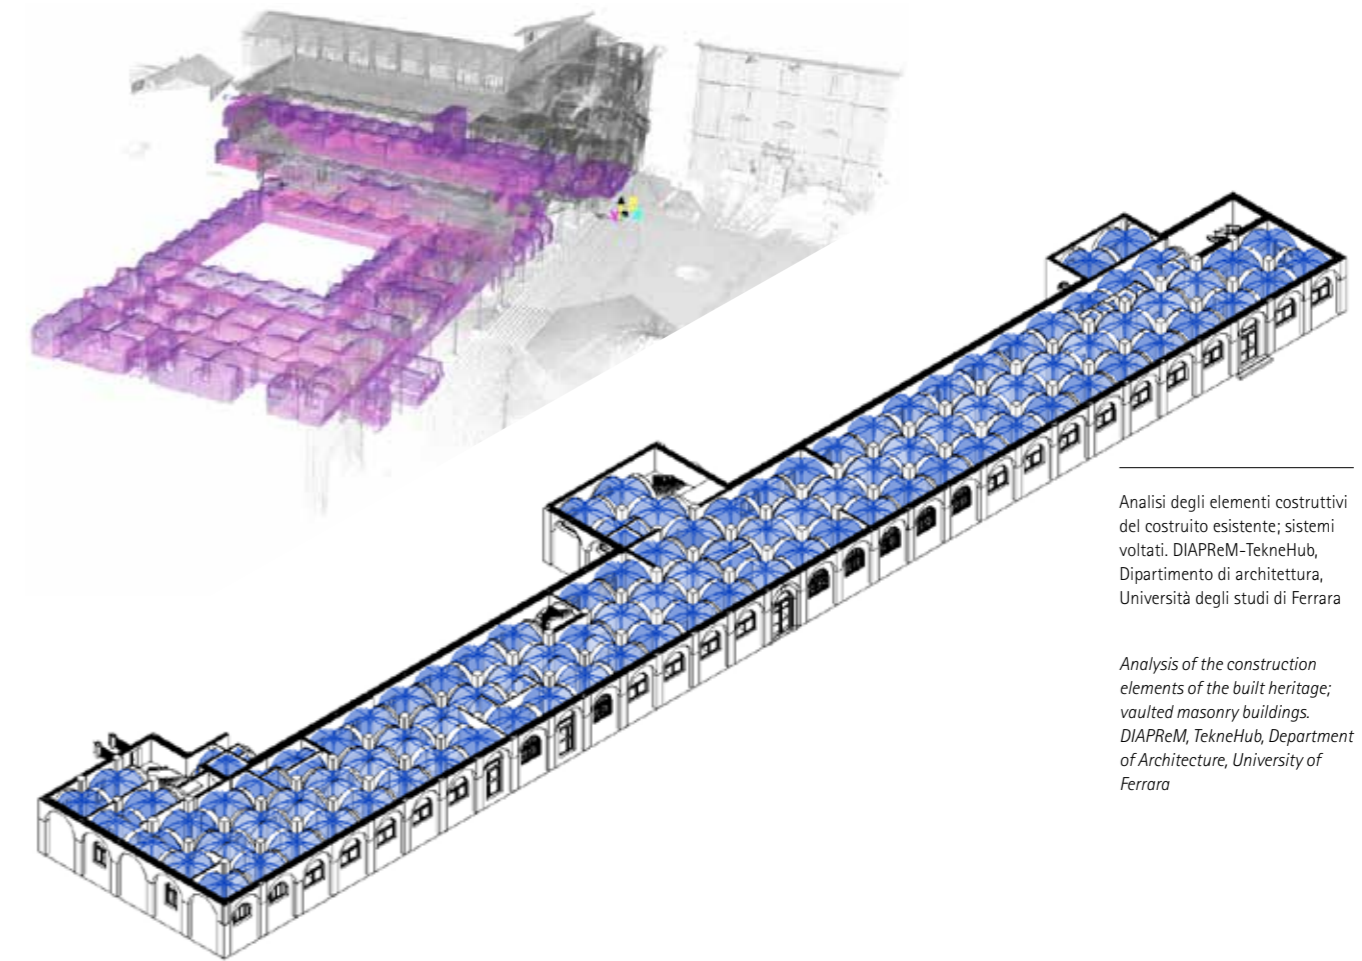 Analisi degli elementi costruttivi
del costruito esistente; sistemi
voltati. DIAPReM-TekneHub,
Dipartimento di architettura,
Università degli studi di Ferrara
Analysis of the construction
elements of the built heritage;
vaulted masonry buildings.
DIAPReM, TekneHub, Department
of Architecture, University of
Ferrara